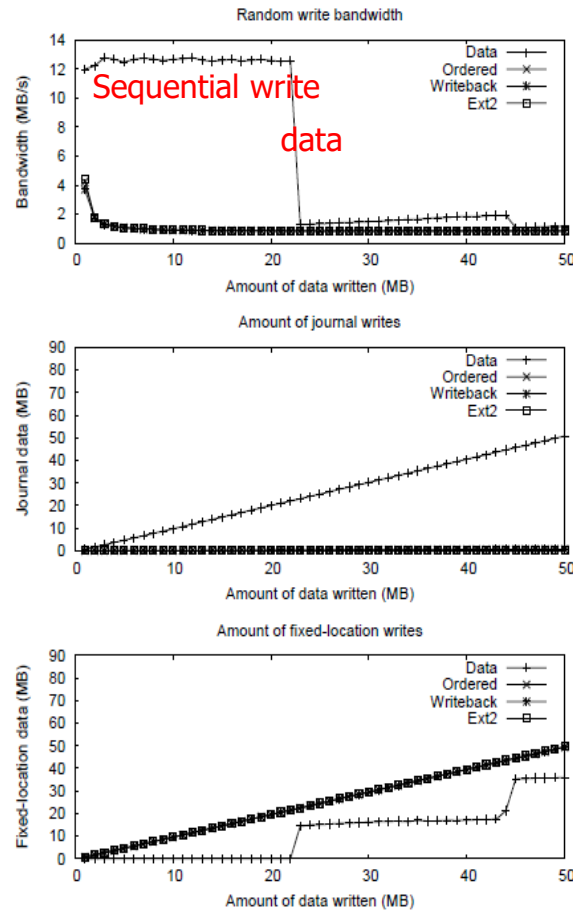 Random write bandwidth
Bandwidth (MB/s)
14
12
10
8
6
4
2
0
Data
Ordered
Writeback
Ext2
Sequential write
data
0 10 20 30 40 50
Amount of data written (MB)
Amount of journal writes
Journal data (MB)
90
80
70
60
50
40
30
20
10
0
Data
Ordered
Writeback
Ext2
0 10 20 30 40 50
Amount of data written (MB)
Amount of fixed-location writes
Fixed-location data (MB)
90
80
70
60
50
40
30
20
10
0
Data
Ordered
Writeback
Ext2
0 10 20 30 40 50
Amount of data written (MB)